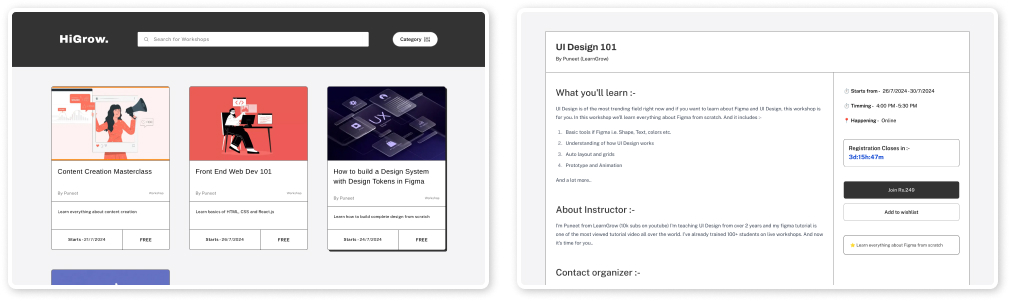 HiGrow.
Search for Workshops
Category
Content Creation Masterclass
By Puneet
Workshop
Learn everything about content creation
Starts - 21/7/2024
FREE
UX
Front End Web Dev 101
By Puneet
Workshop
Learn basics of HTML, CSS and React.js
Starts - 26/7/2024
FREE
How to build a Design System
with Design Tokens in Figma
By Puneet
Workshop
Learn how to build complete design from scratch
Starts - 24/7/2024
FREE
UI Design 101
By Puneet (LearnGrow)
What you'll learn :-
UI Design is of the most trending field right now and if you want to learn about Figma and UI Design, this workshop is
for you. In this workshop we'll learn everything about Figma from scratch. And it includes :-
1. Basic tools if Figma i.e. Shape, Text, colors etc.
2. Understanding of how UI Design works
3. Auto layout and grids
4. Prototype and Animation
And a lot more..
About Instructor :-
I'm Puneet from LearnGrow (10k subs on youtube) I'm teaching UI Design from over 2 years and my figma tutorial is
one of the most viewed tutorial video all over the world. I've already trained 100+ students on live workshops. And now
it's time for you..
Contact organizer :-
Starts from - 26/7/2024-30/7/2024
Timming - 4:00 PM-5:30 PM
Happening - Online
Registration Closes in :-
3d:15h:47m
Join Rs.249
Add to wishlist
Learn everything about Figma from scratch